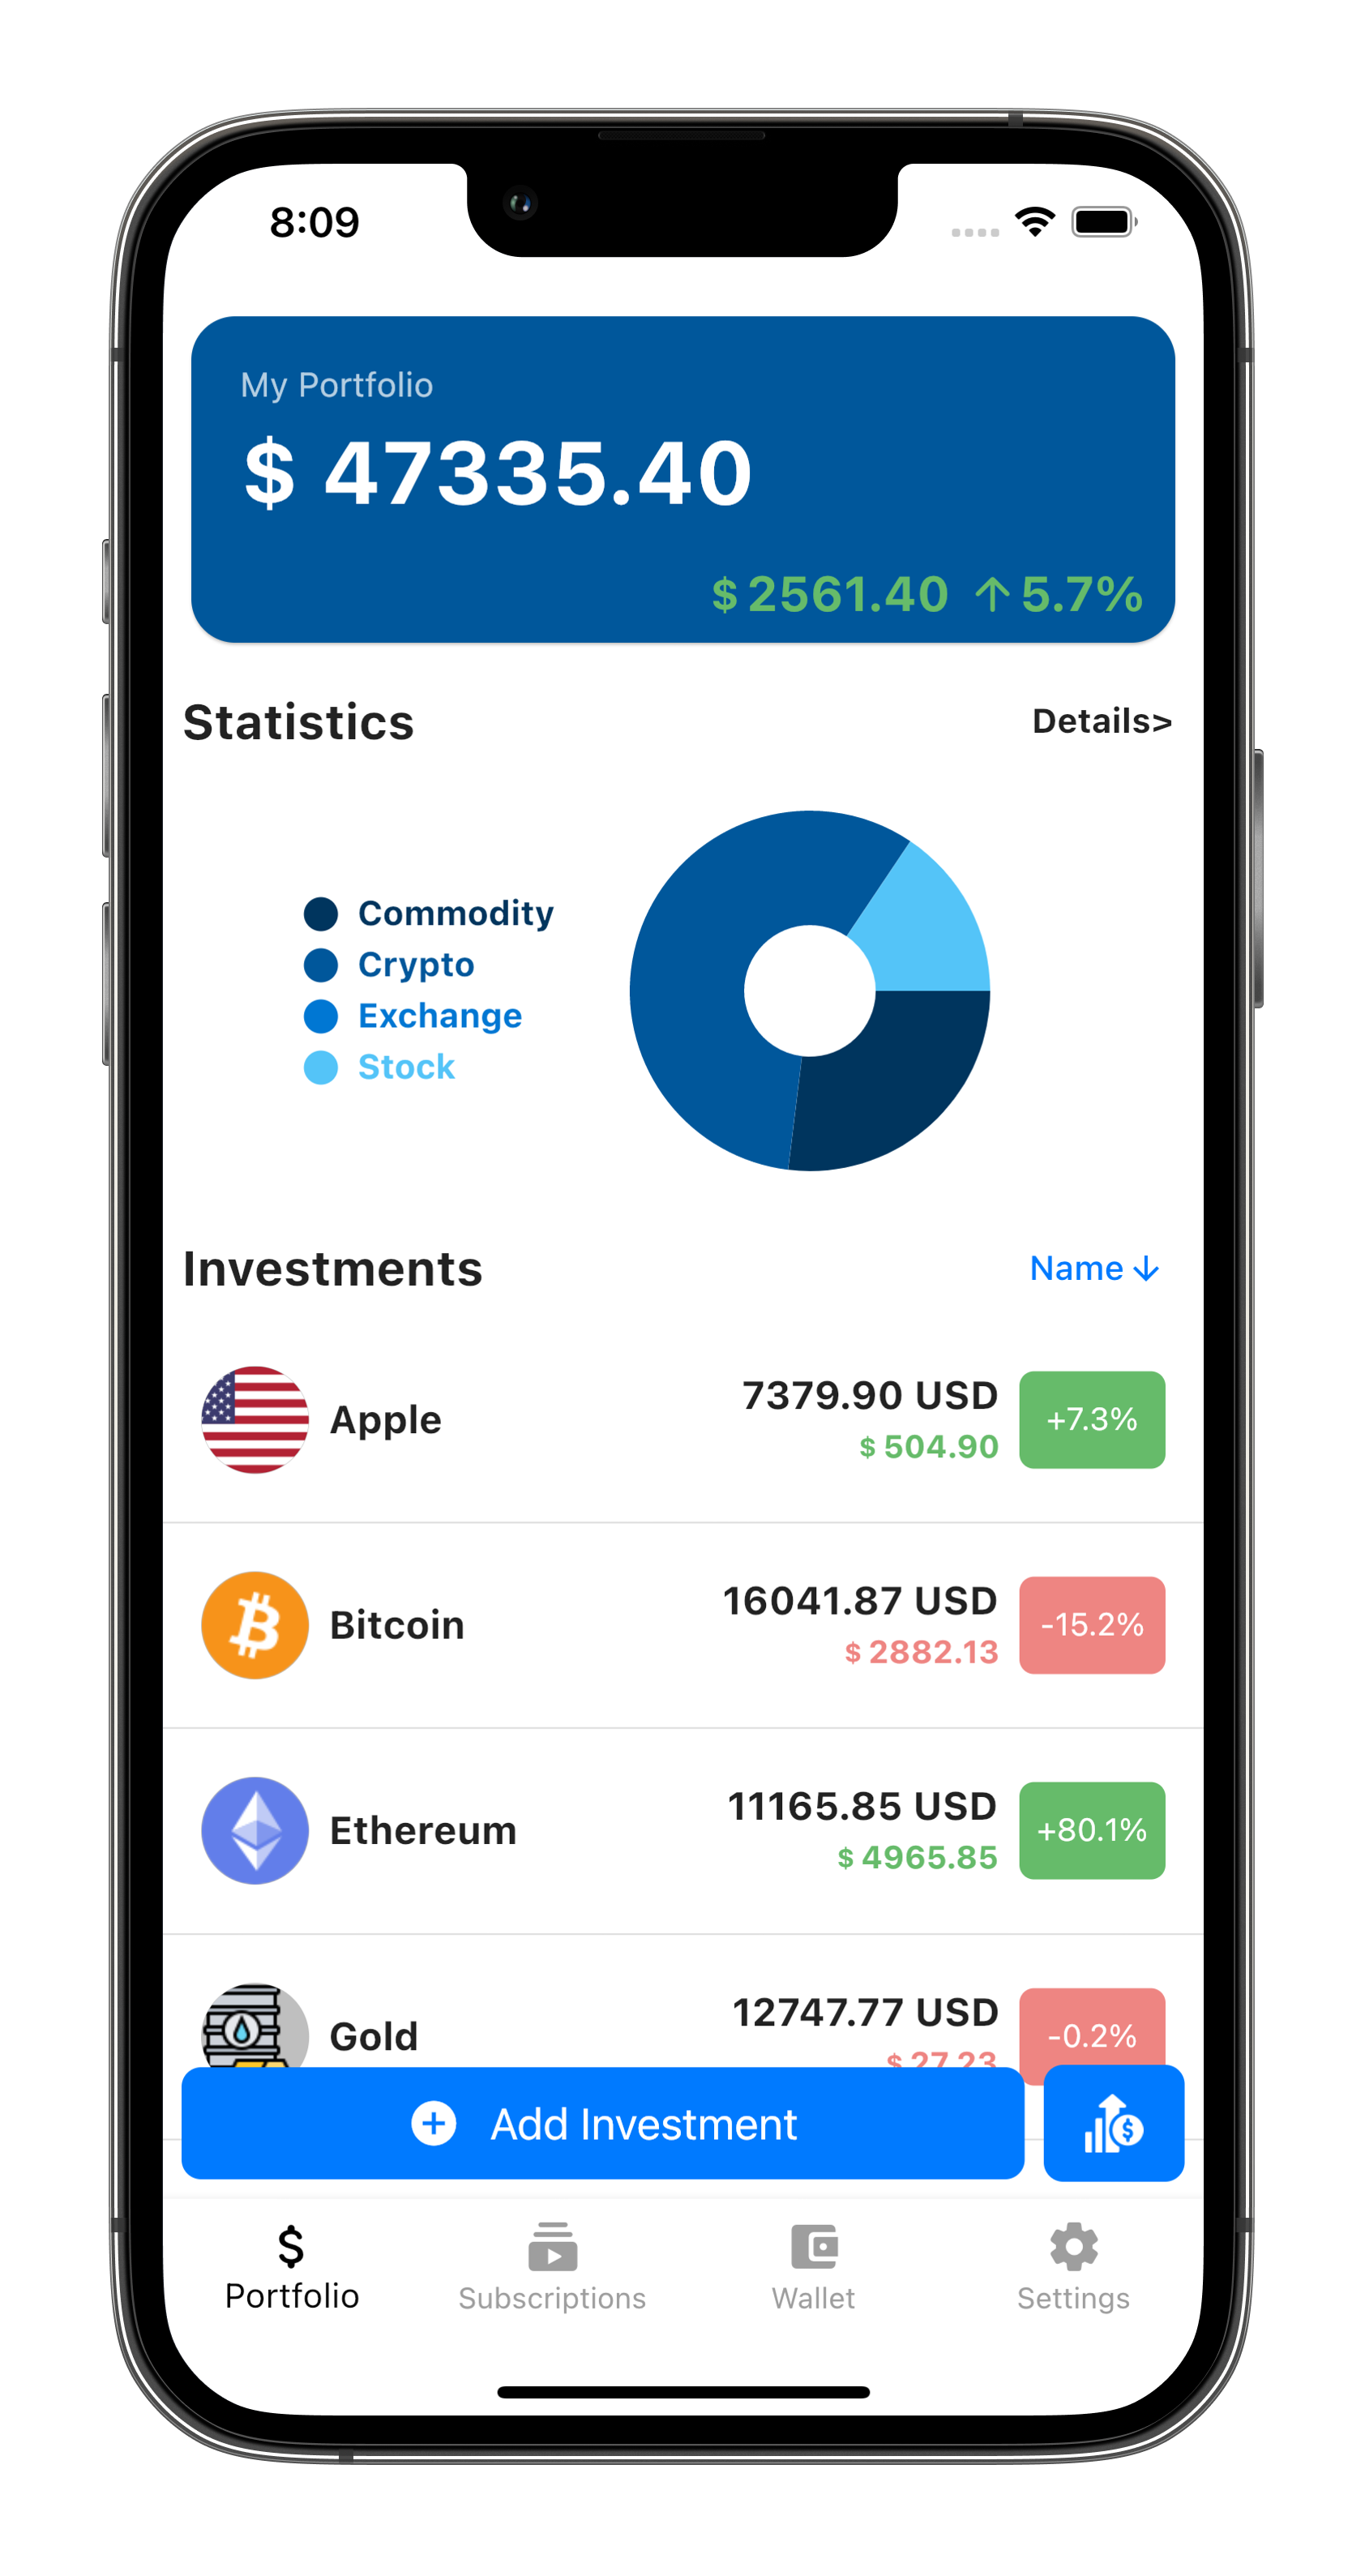 8:09
My Portfolio
$ 47335.40
$ 2561.40 ↑ 5.7%
Statistics
Details>
Commodity
Crypto
Exchange
Stock
Investments
Name ↓
Apple
7379.90 USD
$ 504.90
+7.3%
Bitcoin
16041.87 USD
$ 2882.13
-15.2%
Ethereum
11165.85 USD
$ 4965.85
+80.1%
Gold
12747.77 USD
$ 27.23
-0.2%
Add Investment
Portfolio
Subscriptions
Wallet
Settings